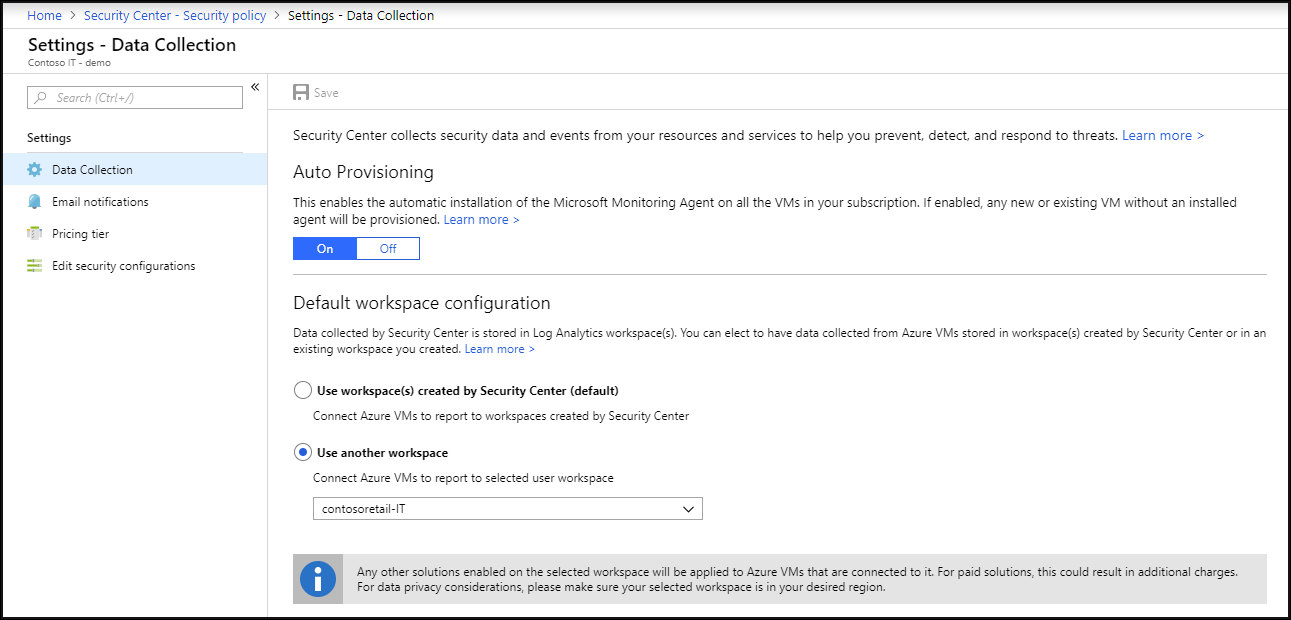 Home > Security Center - Security policy > Settings - Data Collection
Settings - Data Collection
Contoso IT - demo
Search (Ctrl+/)
«
Settings
Data Collection
Email notifications
Pricing tier
Edit security configurations
Save
Security Center collects security data and events from your resources and services to help you prevent, detect, and respond to threats. Learn more >
Auto Provisioning
This enables the automatic installation of the Microsoft Monitoring Agent on all the VMs in your subscription. If enabled, any new or existing VM without an installed
agent will be provisioned. Learn more >
On Off
Default workspace configuration
Data collected by Security Center is stored in Log Analytics workspace(s). You can elect to have data collected from Azure VMs stored in workspace(s) created by Security Center or in an
existing workspace you created. Learn more >
Use workspace(s) created by Security Center (default)
Connect Azure VMs to report to workspaces created by Security Center
Use another workspace
Connect Azure VMs to report to selected user workspace
contosoretail-IT
Any other solutions enabled on the selected workspace will be applied to Azure VMs that are connected to it. For paid solutions, this could result in additional charges.
For data privacy considerations, please make sure your selected workspace is in your desired region.